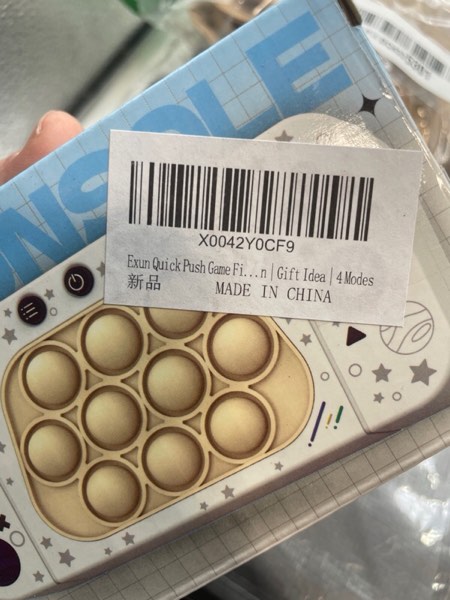 NSOLE
X0042Y0CF9
Exun Quick Push Game Fi...n | Gift Idea | 4 Modes
新品
MADE IN CHINA